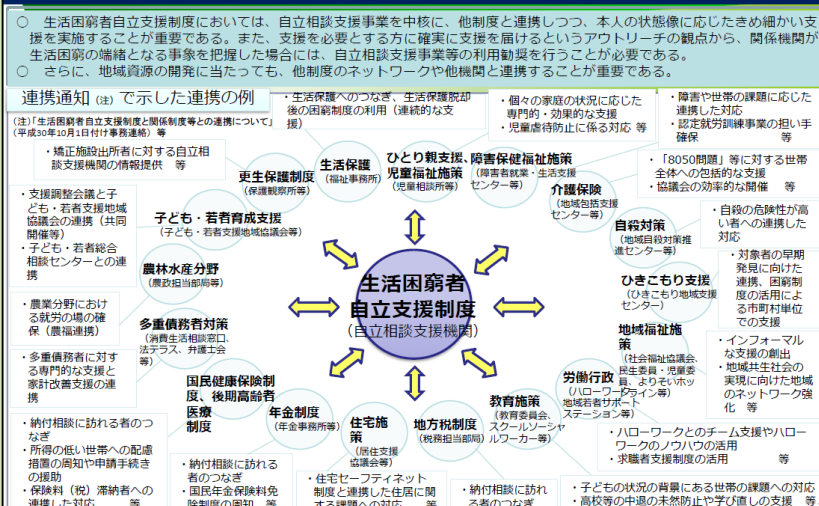 ○ 生活困窮者自立支援制度においては、自立相談支援事業を中核に、他制度と連携しつつ、本人の状態像に応じたきめ細かい支
援を実施することが重要である。また、支援を必要とする方に確実に支援を届けるというアウトリーチの観点から、関係機関が
生活困窮の端緒となる事象を把握した場合には、自立相談支援事業等の利用勧奨を行うことが必要である。
○ さらに、地域資源の開発に当たっても、他制度のネットワークや他機関と連携することが重要である。
連携通知(注)で示した連携の例
(注)「生活困窮者自立支援制度と関係制度等との連携について」
(平成30年10月1日付け事務連絡)等
・生活保護へのつなぎ、生活保護脱却
後の困窮制度の利用(連続的な支
援)
・個々の家庭の状況に応じた
専門的・効果的な支援
・児童虐待防止に係る対応 等
・障害や世帯の課題に応じた
連携した対応
・認定就労訓練事業の担い手
確保 等
・矯正施設出所者に対する自立相
談支援機関の情報提供 等
更生保護制度
(保護観察所等)
生活保護
(福祉事務所)
ひとり親支援、
児童福祉施策
(児童相談所等)
障害保健福祉施策
(障害者就業・生活支援
センター等)
・「8050問題」等に対する世帯
全体への包括的な支援
・協議会の効率的な開催 等
介護保険
(地域包括支援
センター等)
・支援調整会議と子
ども・若者支援地域
協議会の連携(共同
開催等)
・子ども・若者総合
相談センターとの連
携
子ども・若者育成支援
(子ども・若者支援地域協議会等)
自殺対策
(地域自殺対策推
進センター等)
・自殺の危険性が高
い者への連携した
対応
農林水産分野
(農政担当部局等)
ひきこもり支援
(ひきこもり地域支援
センター)
・対象者の早期
発見に向けた
連携、困窮制
度の活用によ
る市町村単位
での支援
生活困窮者
自立支援制度
(自立相談支援機関)
・農業分野におけ
る就労の場の確
保(農福連携)
多重債務者対策
(消費生活相談窓口、
法テラス、弁護士会
等)
地域福祉施
策
(社会福祉協議会、
民生委員・児童委
員、よりそいホッ
トライン等)
・インフォーマル
な支援の創出
・地域共生社会の
実現に向けた地域
のネットワーク強
化 等
・多重債務者に対す
る専門的な支援と
家計改善支援の連
携
国民健康保険制
度、後期高齢者
医療
制度
年金制度
(年金事務所等)
住宅施
策
(居住支援
協議会等)
地方税制度
(税務担当部局)
教育施策
(教育委員会、
スクールソーシャ
ルワーカー等)
労働行政
(ハローワーク、
地域若者サポート
ステーション等)
・ハローワークとのチーム支援やハロー
ワークのノウハウの活用
・求職者支援制度の活用 等
・納付相談に訪れる者のつ
なぎ
・所得の低い世帯への配慮
措置の周知や申請手続き
の援助
・保険料(税)滞納者への
連携した対応 等
・納付相談に訪れる
者のつなぎ
・国民年金保険料免
除制度の周知 等
・住宅セーフティネット
制度と連携した住居に関
する課題への対応 等
・納付相談に訪れ
る者のつなぎ
・子どもの状況の背景にある世帯の課題への対応
・高校等の中退の未然防止や学び直しの支援 等